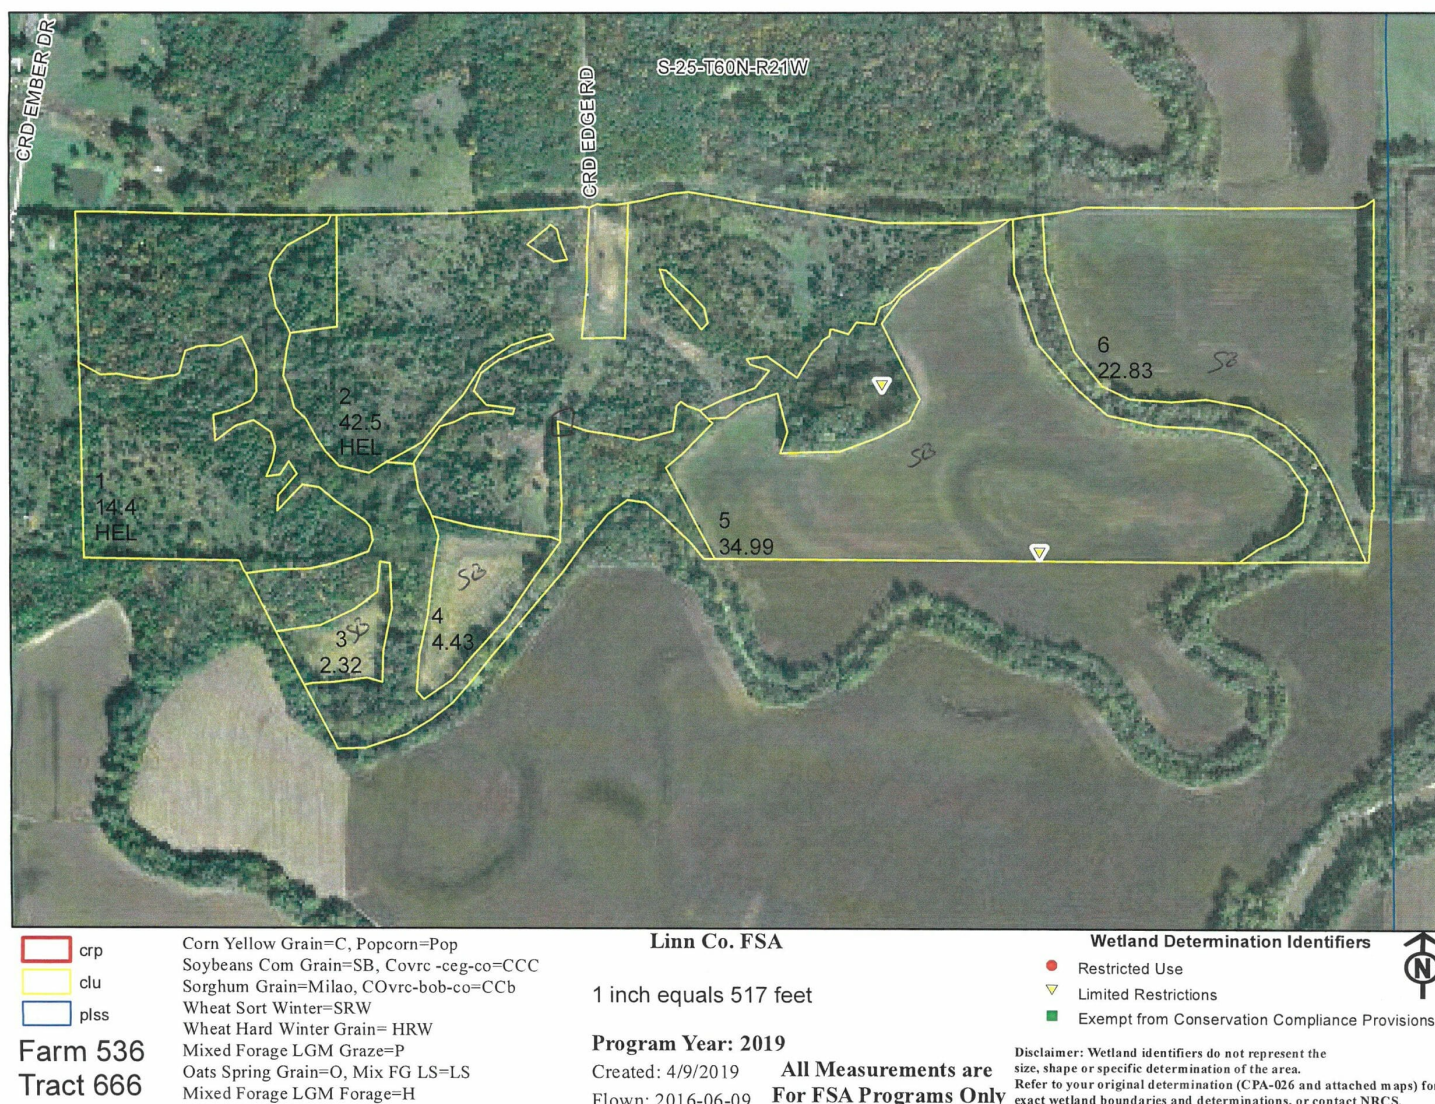 CRD EMBER DR
CRD EDGE RD
S-25-T60N-R21W
1
14.4
HEL
2
42.5
HEL
3
2.32
SB
4
4.43
SB
5
34.99
SB
6
22.83
SB
crp
clu
plss
Farm 536
Tract 666
Corn Yellow Grain=C, Popcorn=Pop
Soybeans Com Grain=SB, Covrc -ceg-co=CCC
Sorghum Grain=Milao, COvrc-bob-co=CCb
Wheat Sort Winter=SRW
Wheat Hard Winter Grain= HRW
Mixed Forage LGM Graze=P
Oats Spring Grain=O, Mix FG LS=LS
Mixed Forage LGM Forage=H
Linn Co. FSA
1 inch equals 517 feet
Program Year: 2019
Created: 4/9/2019
Flown: 2016-06-09
All Measurements are
For FSA Programs Only
Wetland Determination Identifiers
Restricted Use
Limited Restrictions
Exempt from Conservation Compliance Provisions
N
Disclaimer: Wetland identifiers do not represent the
size, shape or specific determination of the area.
Refer to your original determination (CPA-026 and attached maps) for
exact wetland boundaries and determinations, or contact NRCS.